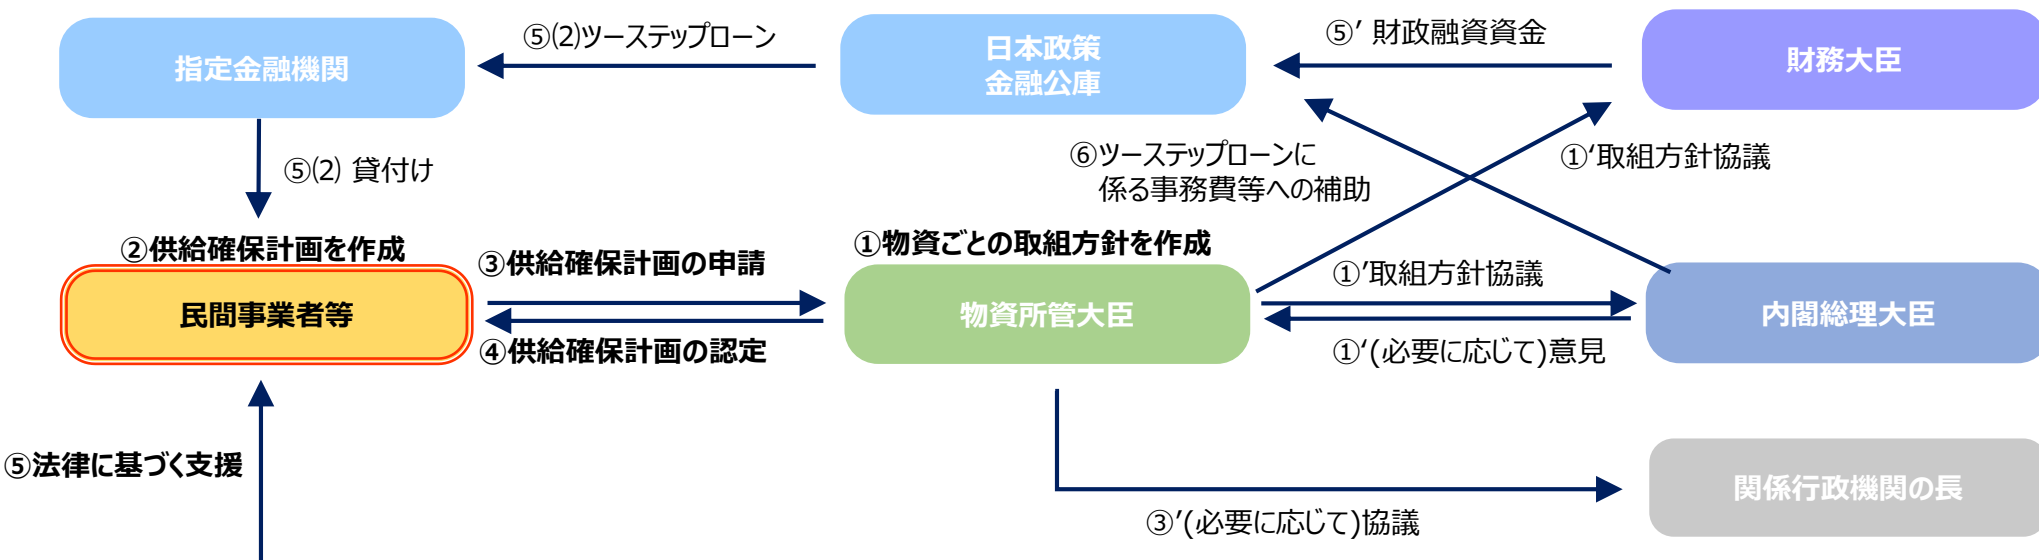 指定金融機関
⑤⑵ツーステップローン
日本政策
金融公庫
⑤’ 財政融資資金
財務大臣
⑤⑵ 貸付け
⑥ツーステップローンに
係る事務費等への補助
①‘取組方針協議
②供給確保計画を作成
③供給確保計画の申請
①物資ごとの取組方針を作成
①’取組方針協議
民間事業者等
物資所管大臣
内閣総理大臣
④供給確保計画の認定
①‘(必要に応じて)意見
⑤法律に基づく支援
関係行政機関の長
③’(必要に応じて)協議